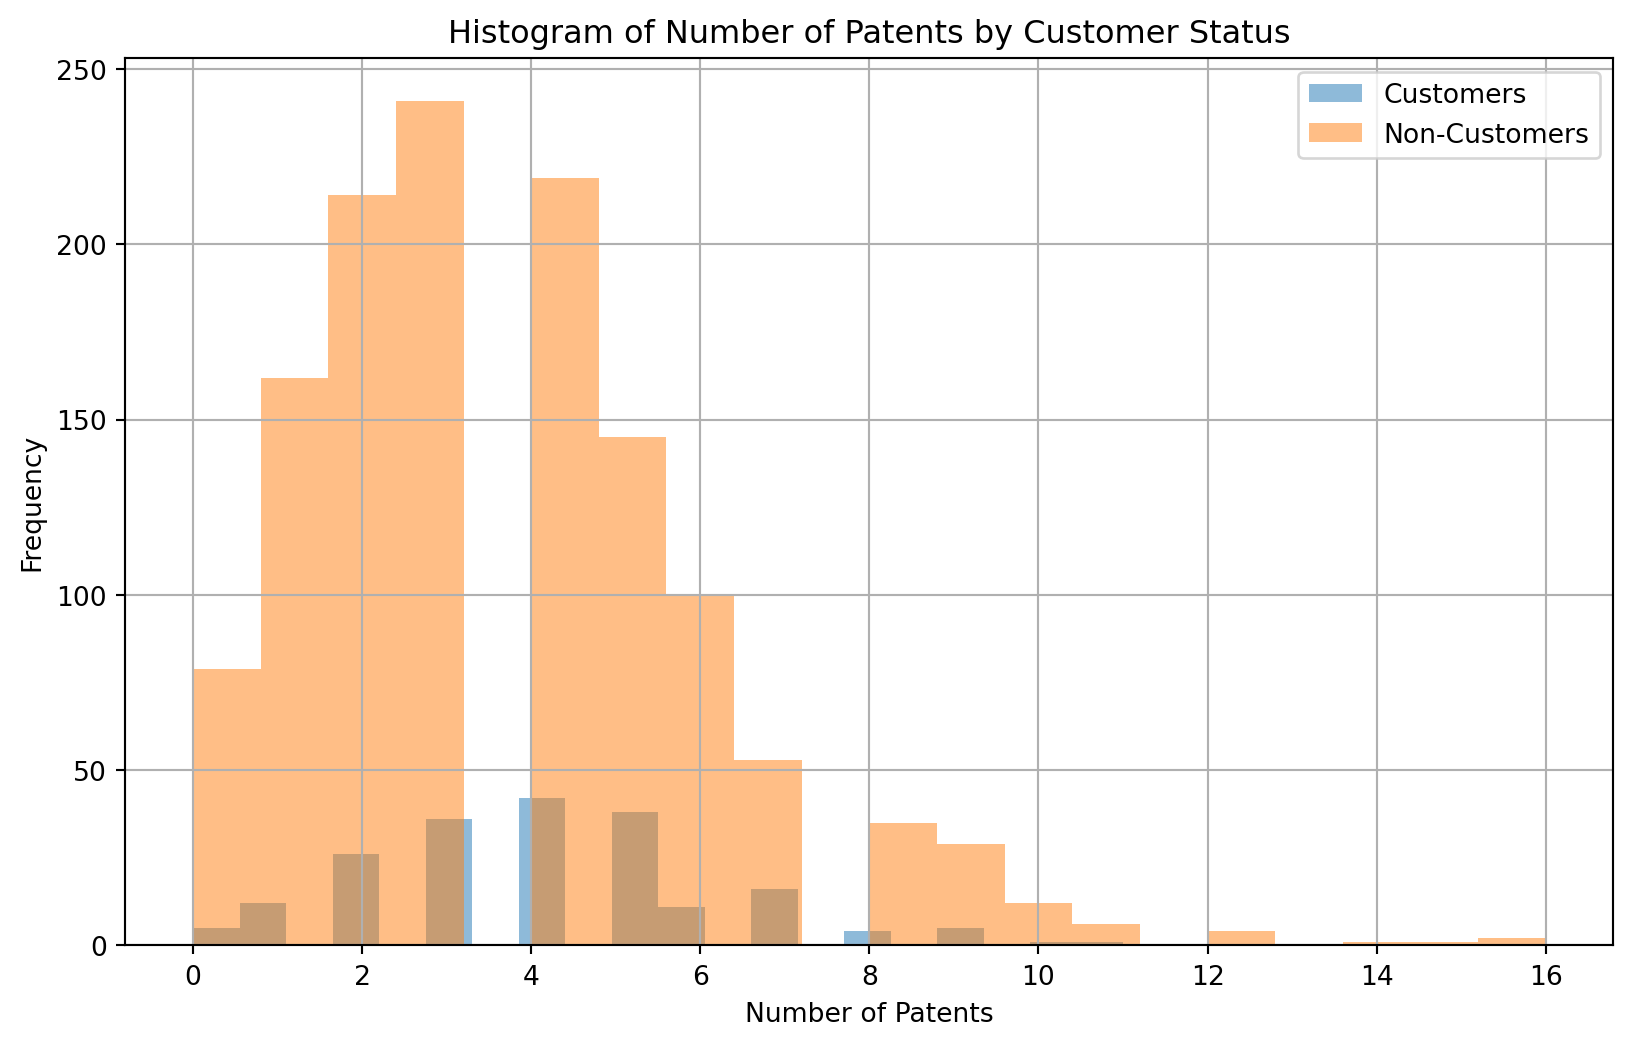 Histogram of Number of Patents by Customer Status
Customers
Non-Customers
250
200
150
100
50
0
Frequency
0 2 4 6 8 10 12 14 16
Number of Patents